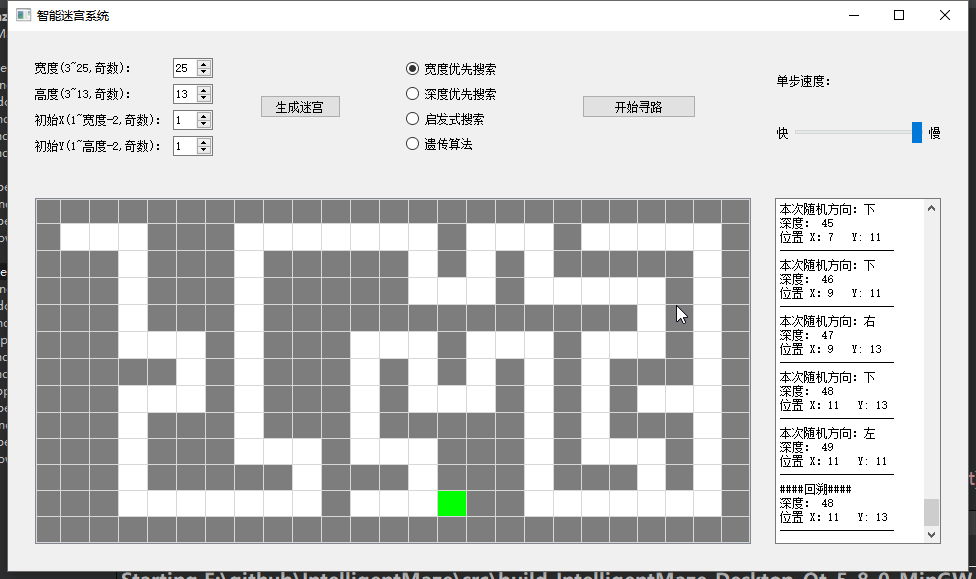 智能迷宫系统
宽度(3~25,奇数):
25
高度(3~13,奇数):
13
初始X(1~宽度-2,奇数):
1
初始Y(1~高度-2,奇数):
1
生成迷宫
宽度优先搜索
深度优先搜索
启发式搜索
遗传算法
开始寻路
单步速度:
快
慢
本次随机方向: 下
深度: 45
位置 X: 7 Y: 11
本次随机方向: 下
深度: 46
位置 X: 9 Y: 11
本次随机方向: 右
深度: 47
位置 X: 9 Y: 13
本次随机方向: 下
深度: 48
位置 X: 11 Y: 13
本次随机方向: 左
深度: 49
位置 X: 11 Y: 11
####回溯####
深度: 48
位置 X: 11 Y: 13